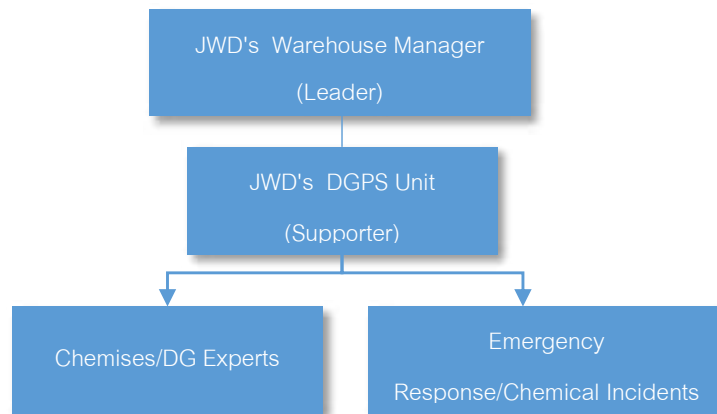 JWD's Warehouse Manager
(Leader)
JWD's DGPS Unit
(Supporter)
Chemises/DG Experts
Emergency
Response/Chemical Incidents